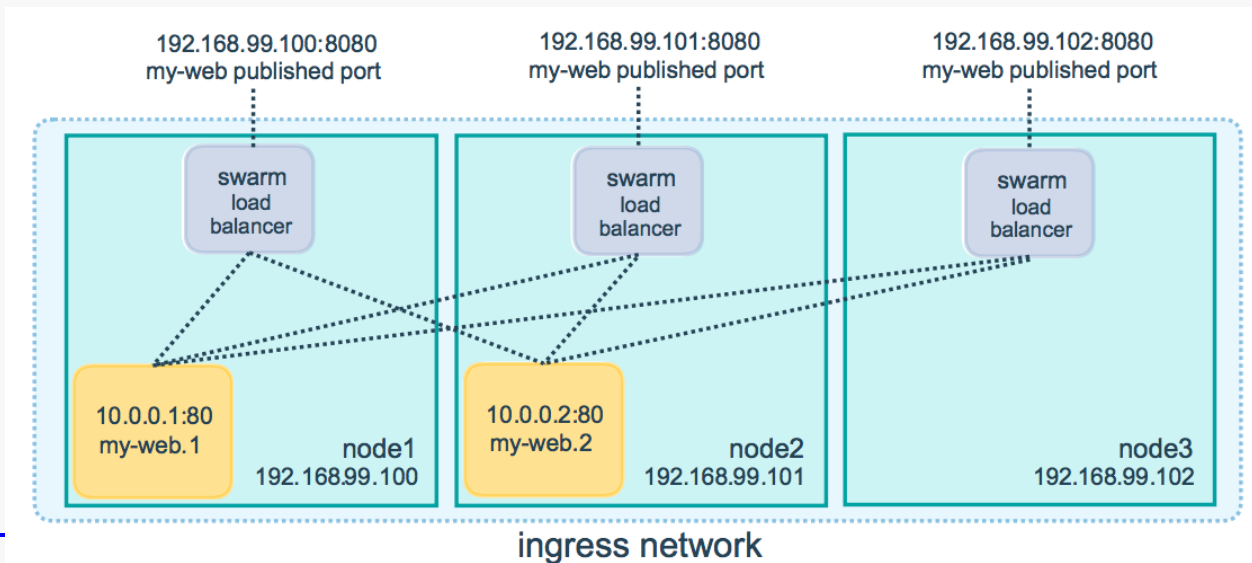 192.168.99.100:8080
my-web published port
192.168.99.101:8080
my-web published port
192.168.99.102:8080
my-web published port
swarm
load
balancer
swarm
load
balancer
swarm
load
balancer
10.0.0.1:80
my-web.1
node1
192.168.99.100
10.0.0.2:80
my-web.2
node2
192.168.99.101
node3
192.168.99.102
ingress network